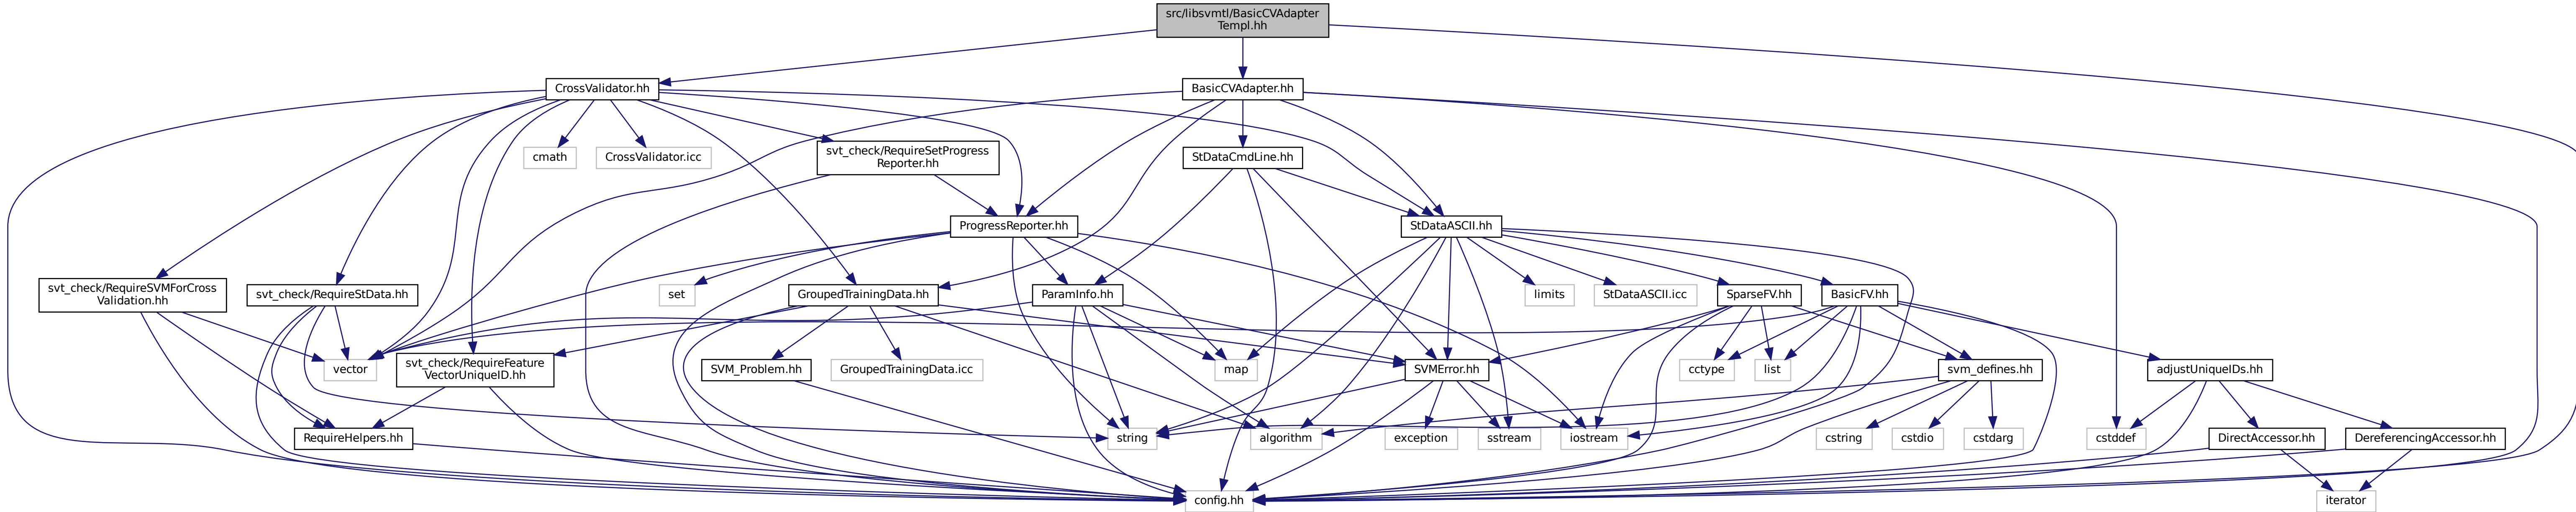 src/libsvmtl/BasicCVAdapter
Templ.hh
CrossValidator.hh
BasicCVAdapter.hh
cmath
CrossValidator.icc
svt_check/RequireSetProgress
Reporter.hh
StDataCmdLine.hh
ProgressReporter.hh
StDataASCII.hh
svt_check/RequireSVMForCross
Validation.hh
svt_check/RequireStData.hh
set
GroupedTrainingData.hh
ParamInfo.hh
limits
StDataASCII.icc
SparseFV.hh
BasicFV.hh
vector
svt_check/RequireFeature
VectorUniqueID.hh
SVM_Problem.hh
GroupedTrainingData.icc
map
SVMError.hh
cctype
list
svm_defines.hh
adjustUniqueIDs.hh
RequireHelpers.hh
string
algorithm
exception
sstream
iostream
cstring
cstdio
cstdarg
cstddef
DirectAccessor.hh
DereferencingAccessor.hh
config.hh
iterator